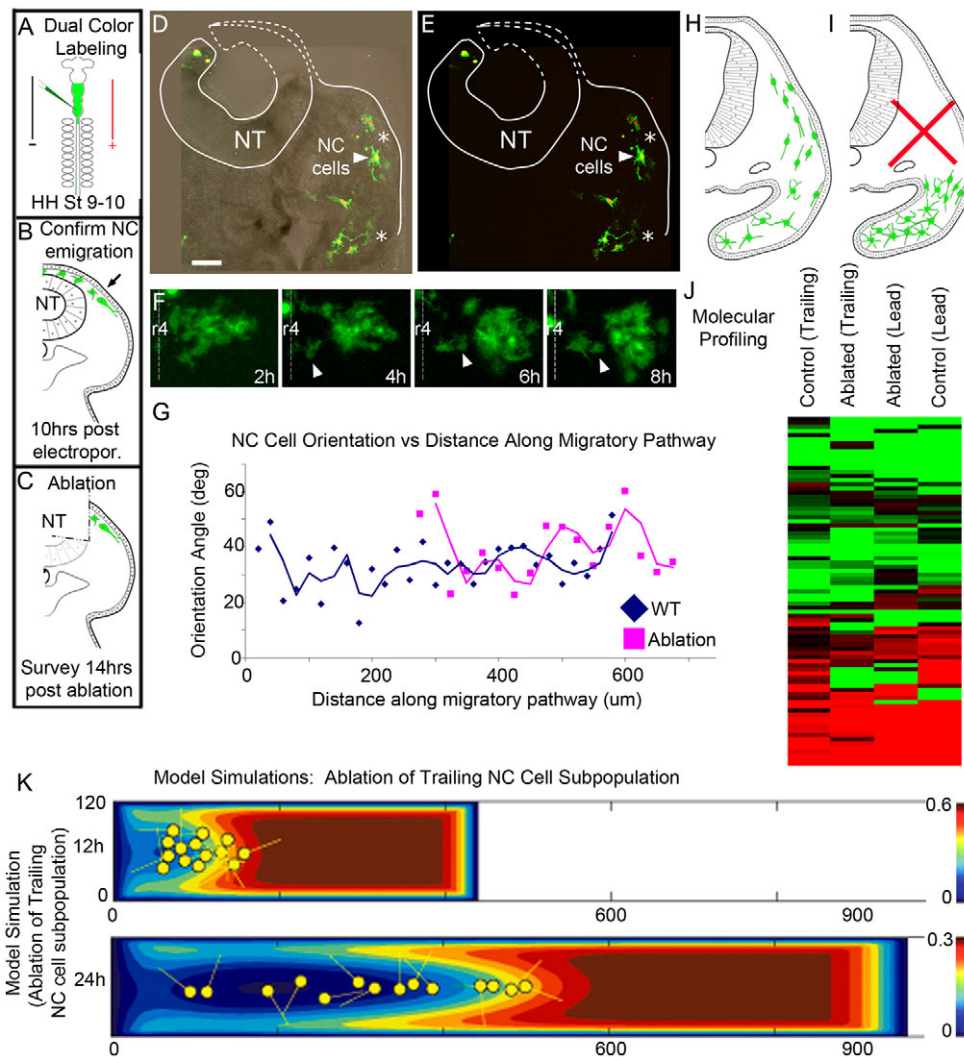 A
Dual Color
Labeling
-
+
HH St 9-10
B
Confirm NC
emigration
NT
10hrs post
electropor.
C
Ablation
NT
Survey 14hrs
post ablation
D
NT
NC
cells
*
*
E
NT
NC
cells
*
*
F
r4
2h
r4
4h
r4
6h
r4
8h
G
NC Cell Orientation vs Distance Along Migratory Pathway
Orientation Angle (deg)
60
40
20
0
0
200
400
600
WT
Ablation
Distance along migratory pathway (um)
H
I
J
Molecular
Profiling
Control (Trailing)
Ablated (Trailing)
Ablated (Lead)
Control (Lead)
K
Model Simulations: Ablation of Trailing NC Cell Subpopulation
Model Simulation
(Ablation of Trailing
NC cell subpopulation)
120
12h
0
0
600
900
0.6
0
24h
0
600
900
0.3
0